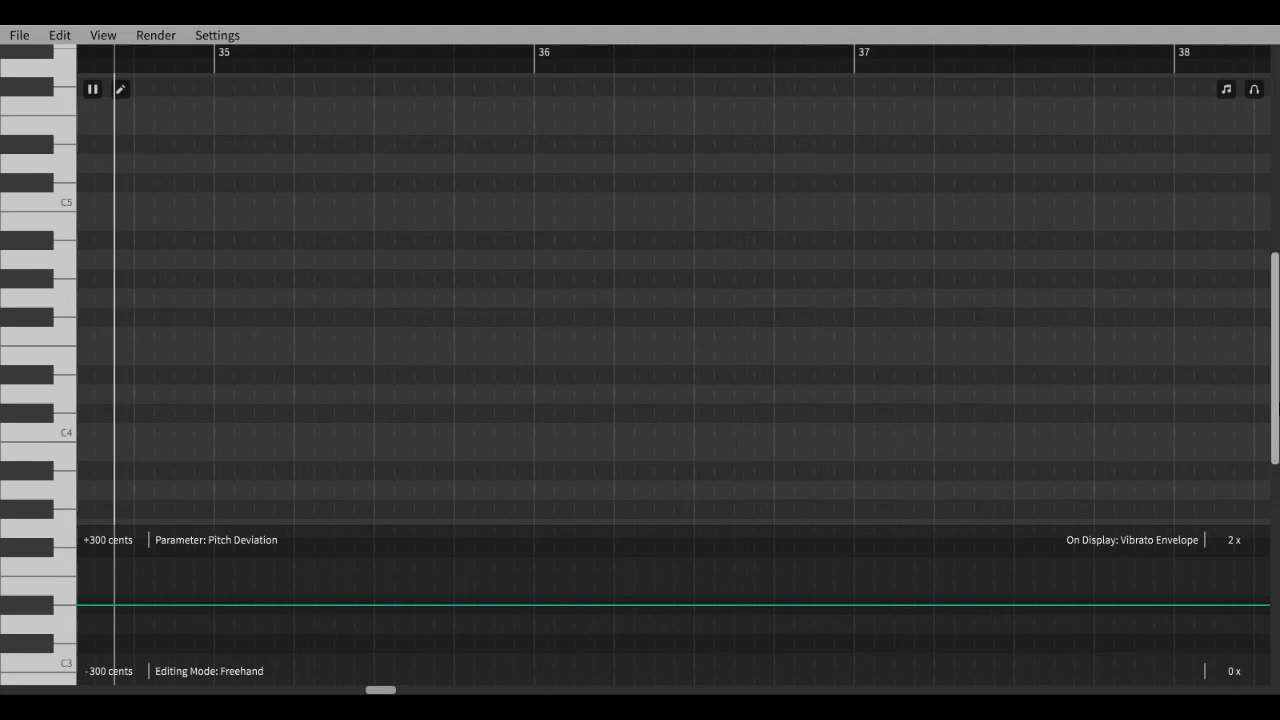 File Edit View Render Settings
35 36 37 38
C5
C4
+300 cents Parameter: Pitch Deviation On Display: Vibrato Envelope 2 x
C3
-300 cents Editing Mode: Freehand 0 x